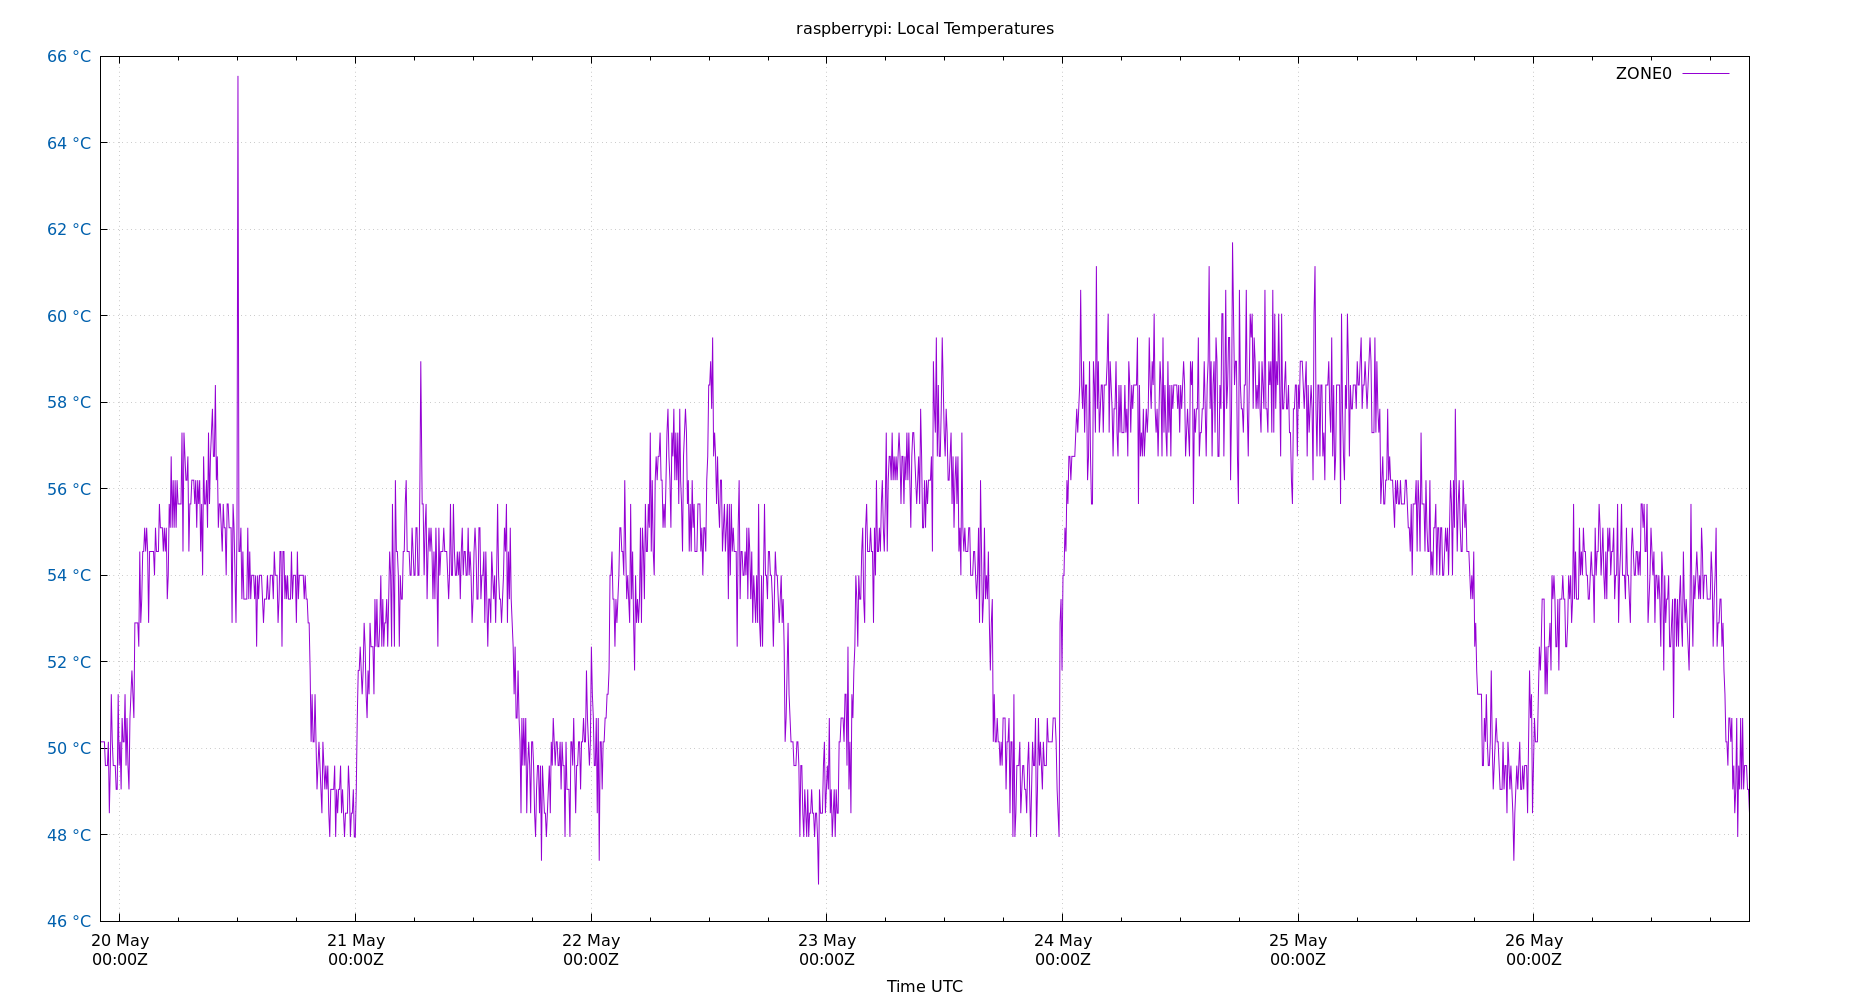 raspberrypi: Local Temperatures
66 °C
ZONE0
64 °C
62 °C
60 °C
58 °C
56 °C
54 °C
52 °C
50 °C
48 °C
46 °C
20 May 21 May 22 May 23 May 24 May 25 May 26 May
00:00Z 00:00Z 00:00Z 00:00Z 00:00Z 00:00Z 00:00Z
Time UTC